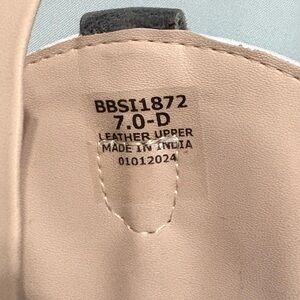 BBSI1872
7.0-D
LEATHER UPPER
MADE IN INDIA
01012024